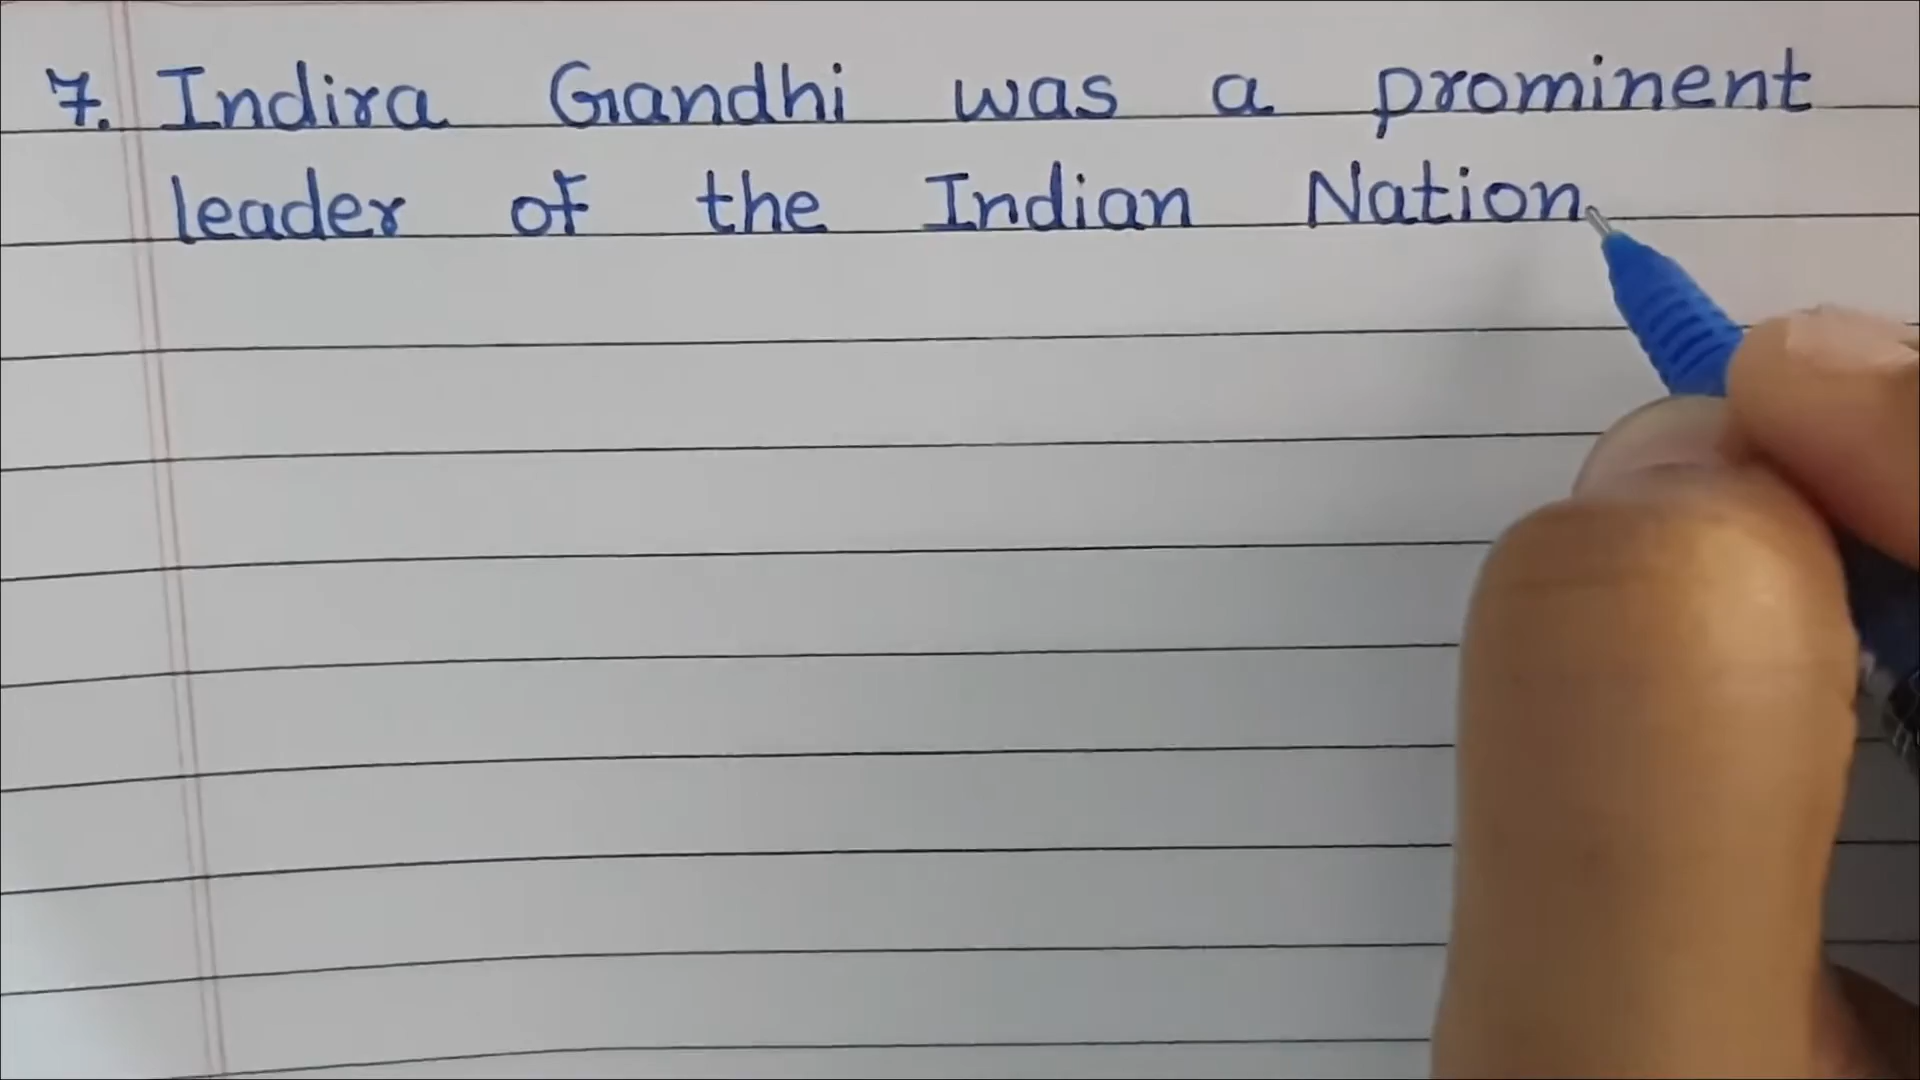 7. Indira Gandhi was a prominent
leader of the Indian Nation